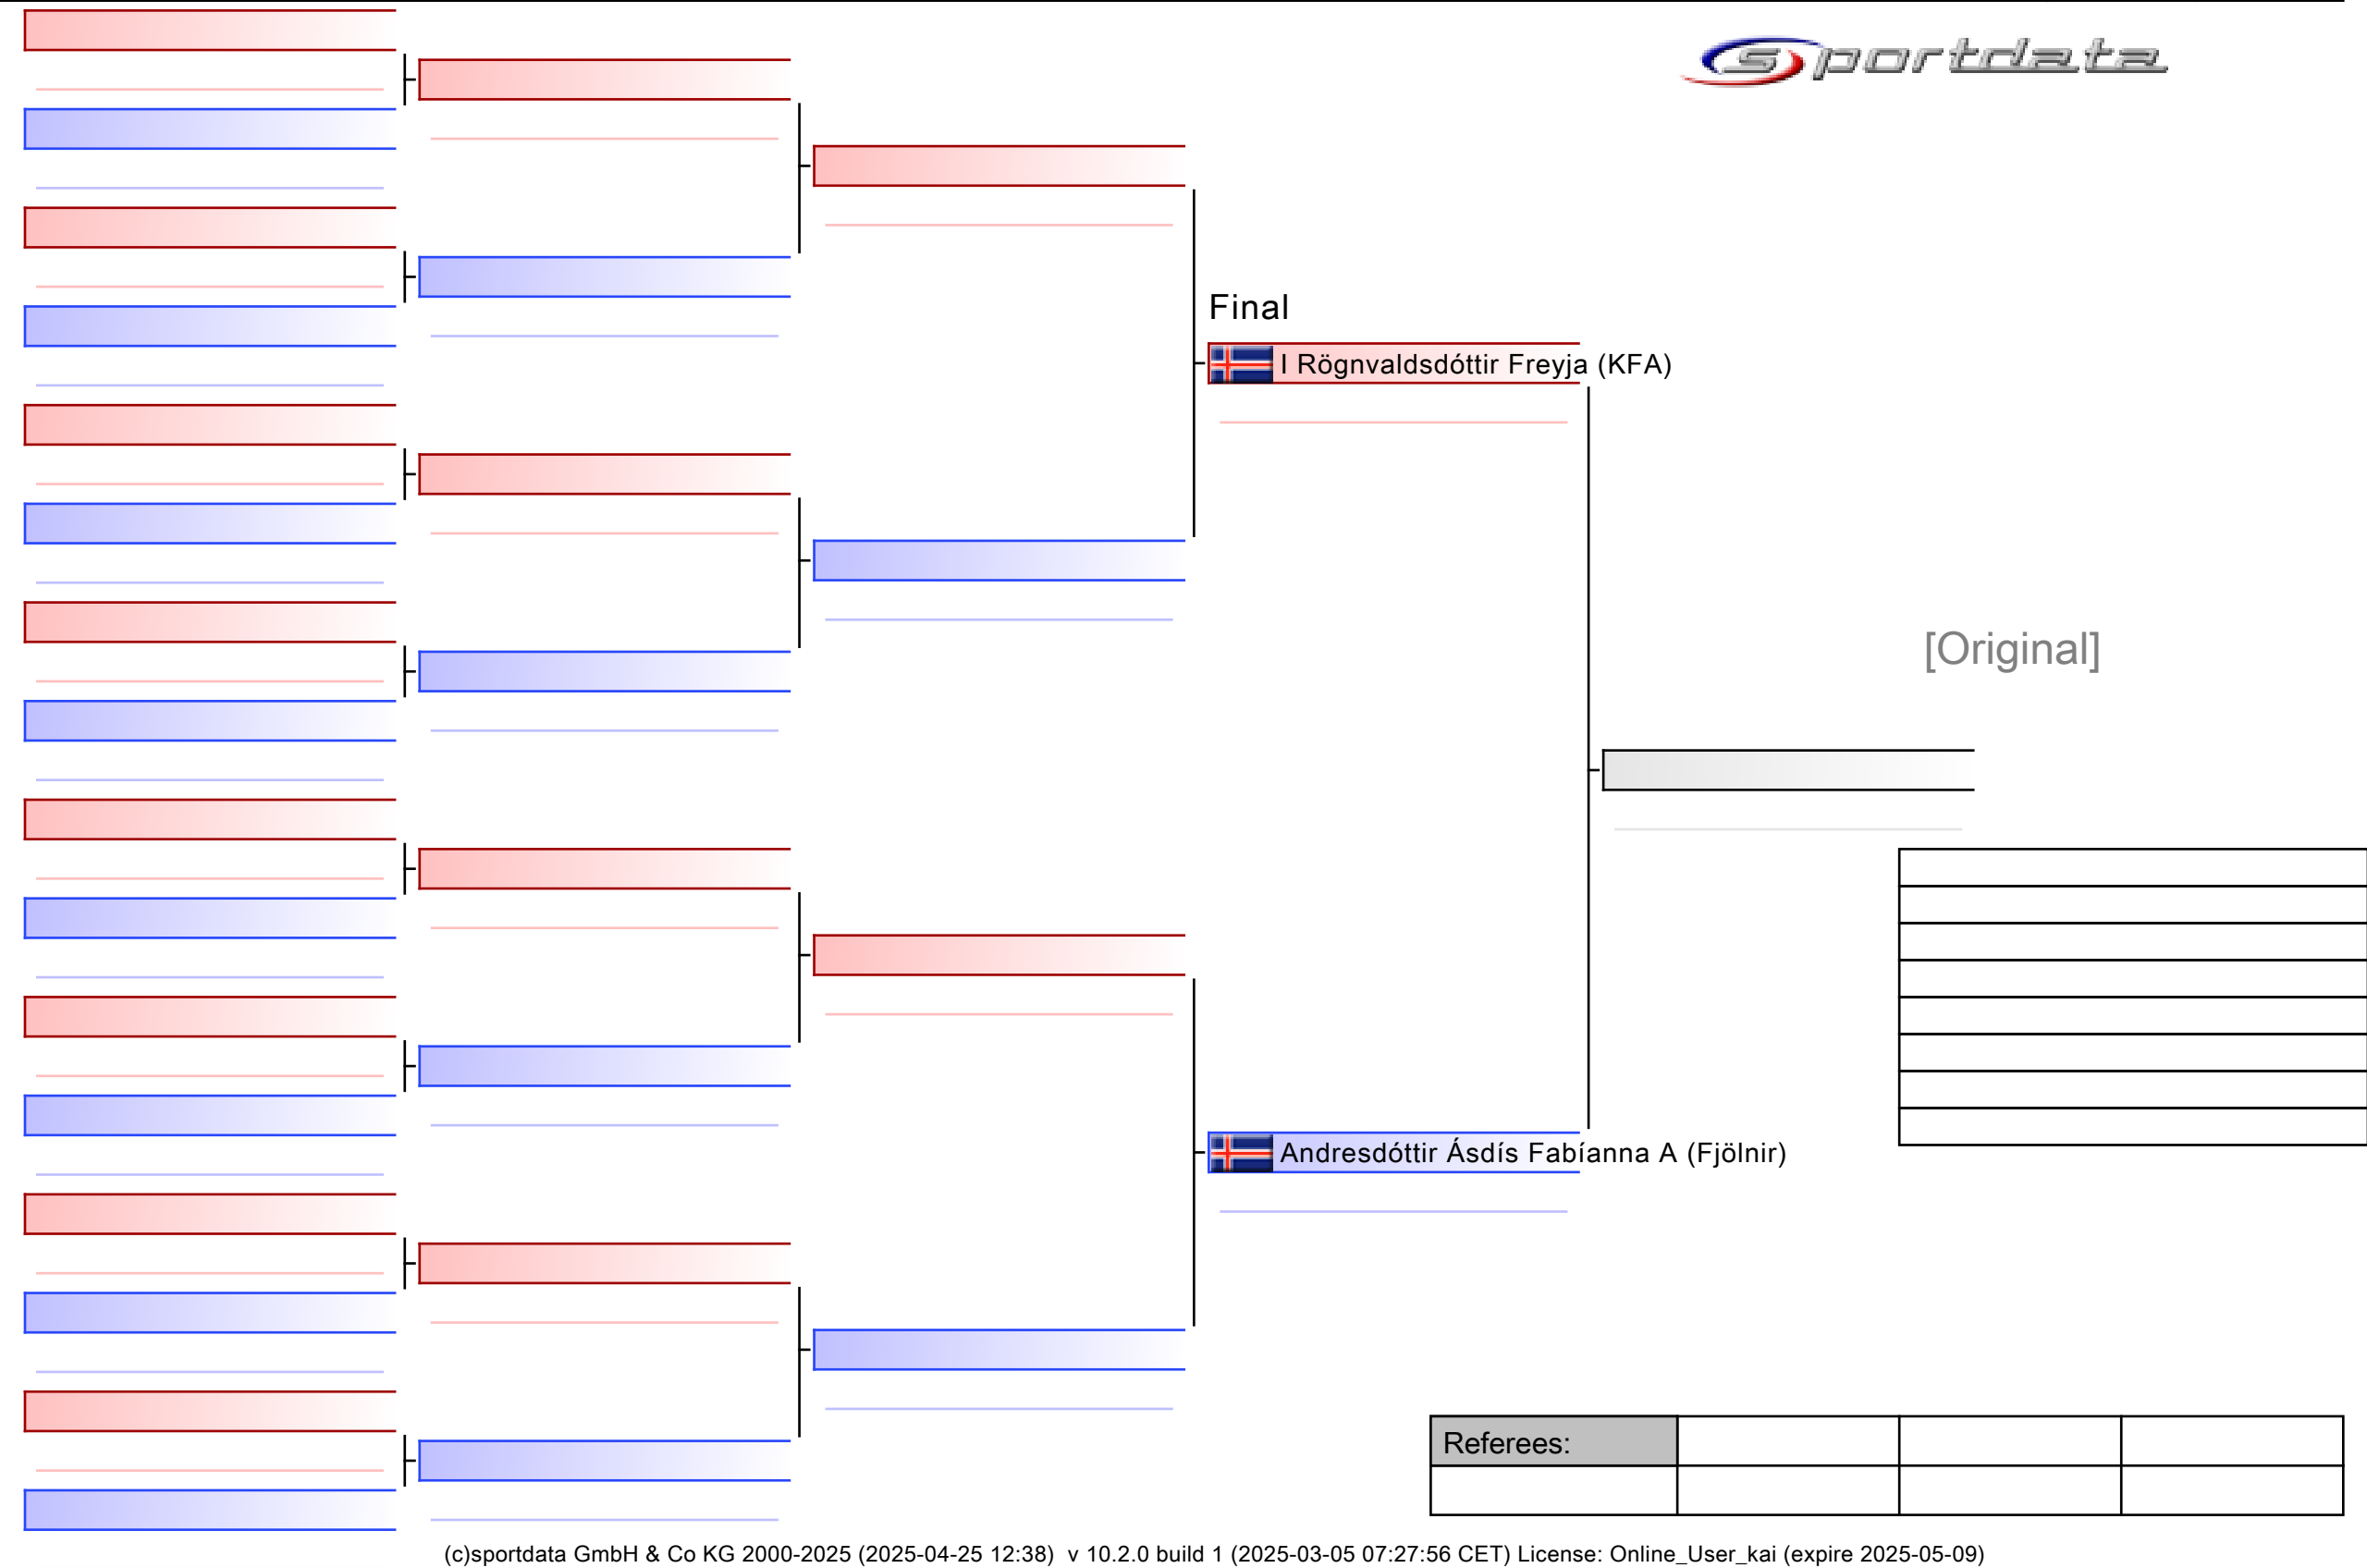 sportdata
Final
I Rögnvaldsdóttir Freyja (KFA)
[Original]
Andresdóttir Ásdís Fabíanna A (Fjölnir)
Referees:
(c)sportdata GmbH & Co KG 2000-2025 (2025-04-25 12:38)  v 10.2.0 build 1 (2025-03-05 07:27:56 CET) License: Online_User_kai (expire 2025-05-09)